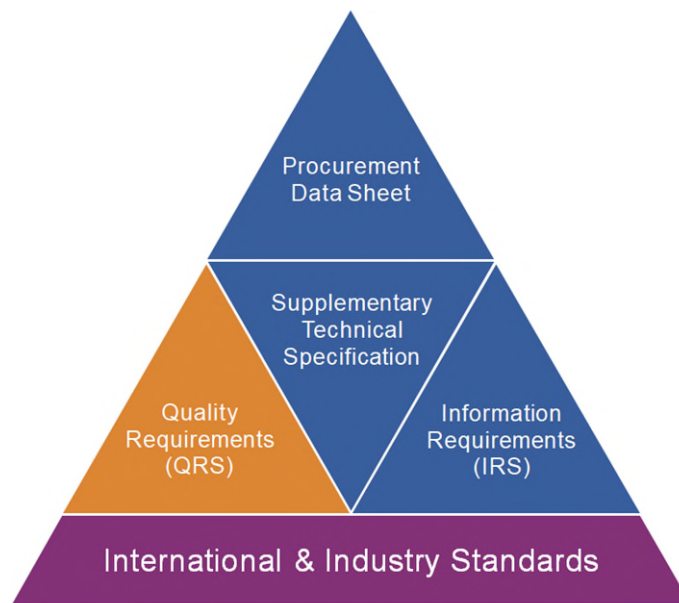 Procurement
Data Sheet
Supplementary
Technical
Specification
Quality
Requirements
(QRS)
Information
Requirements
(IRS)
International & Industry Standards